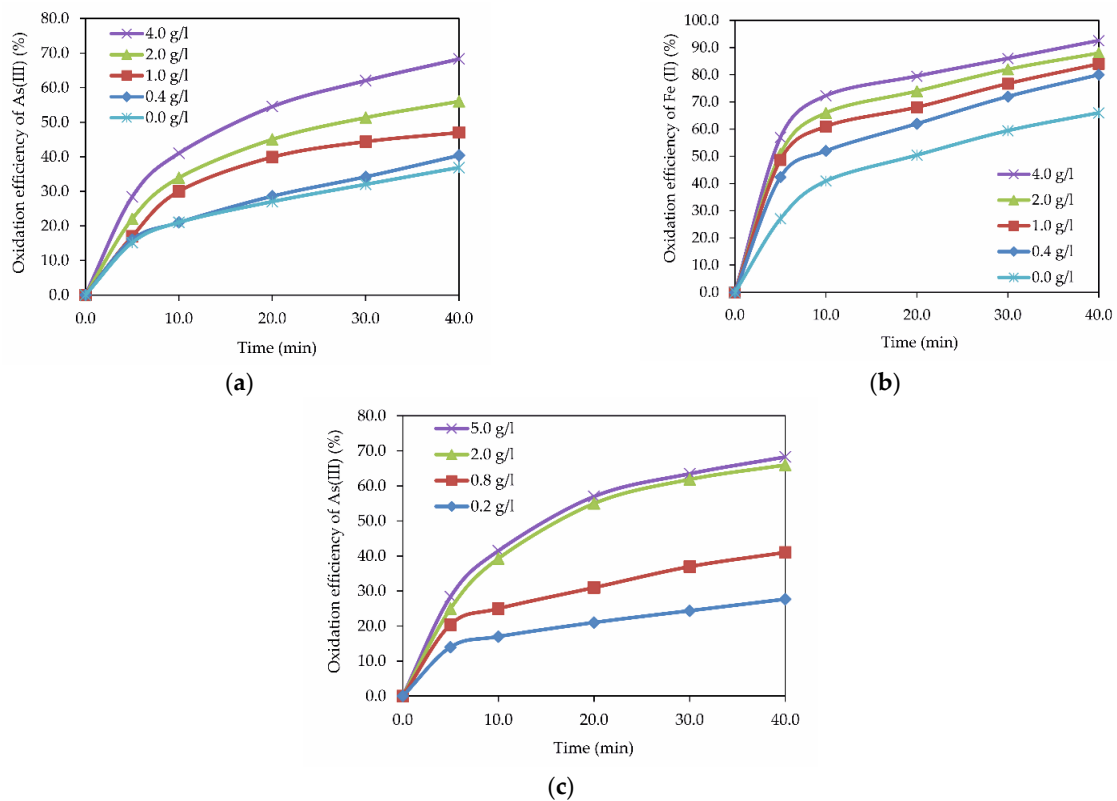 80.0
70.0
60.0
50.0
40.0
30.0
20.0
10.0
0.0
Oxidation efficiency of As(III) (%)
4.0 g/l
2.0 g/l
1.0 g/l
0.4 g/l
0.0 g/l
0.0 10.0 20.0 30.0 40.0
Time (min)
(a)
100.0
90.0
80.0
70.0
60.0
50.0
40.0
30.0
20.0
10.0
0.0
Oxidation efficiency of Fe (II) (%)
4.0 g/l
2.0 g/l
1.0 g/l
0.4 g/l
0.0 g/l
0.0 10.0 20.0 30.0 40.0
Time (min)
(b)
80.0
70.0
60.0
50.0
40.0
30.0
20.0
10.0
0.0
Oxidation efficiency of As(III) (%)
5.0 g/l
2.0 g/l
0.8 g/l
0.2 g/l
0.0 10.0 20.0 30.0 40.0
Time (min)
(c)